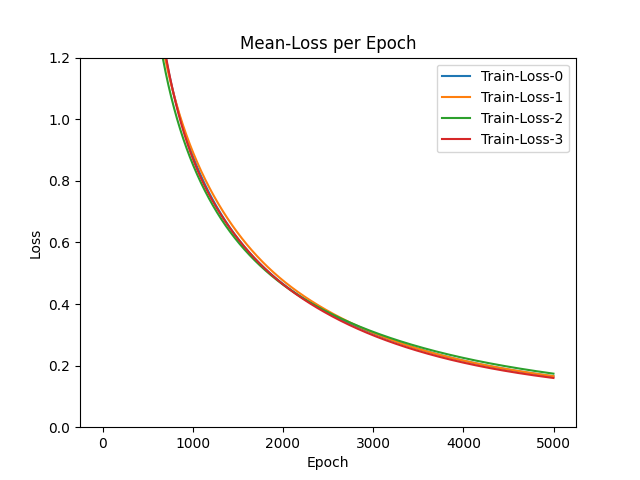 Mean-Loss per Epoch
Train-Loss-0
Train-Loss-1
Train-Loss-2
Train-Loss-3
Loss
1.2
1.0
0.8
0.6
0.4
0.2
0.0
0 1000 2000 3000 4000 5000
Epoch